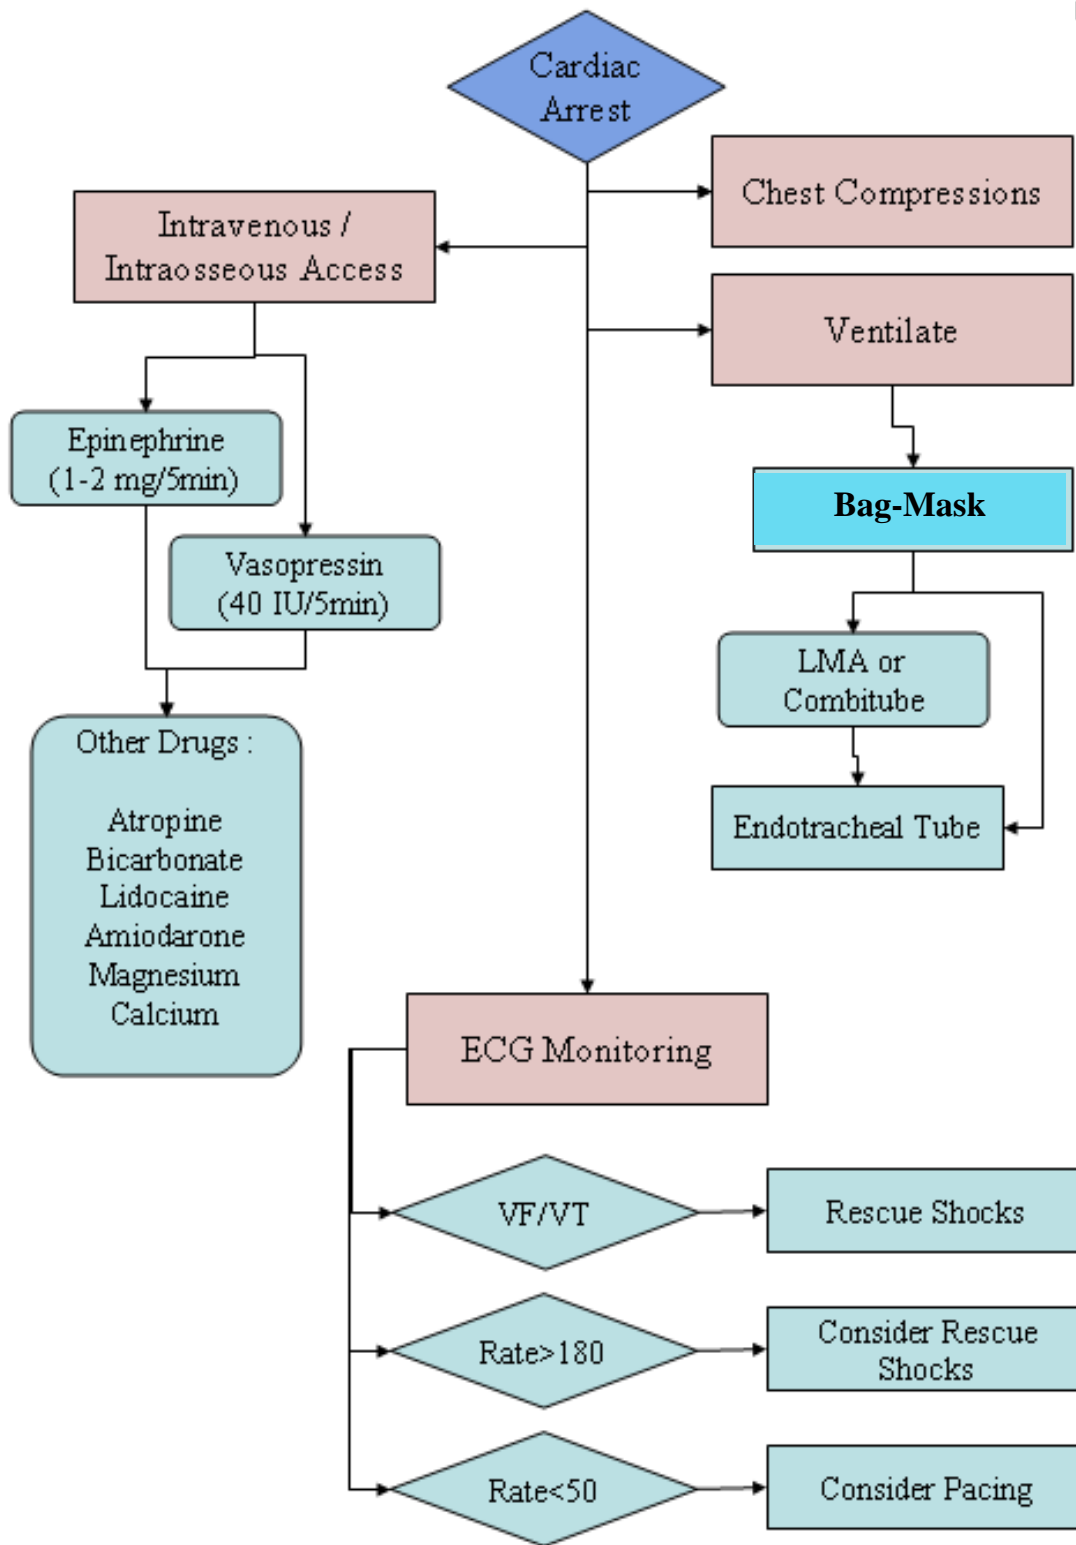 Cardiac
Arrest
Chest Compressions
Intravenous /
Intraosseous Access
Ventilate
Epinephrine
(1-2 mg/5min)
Bag-Mask
Vasopressin
(40 IU/5min)
LMA or
Combitube
Other Drugs :
Atropine
Bicarbonate
Lidocaine
Amiodarone
Magnesium
Calcium
Endotracheal Tube
ECG Monitoring
VF/VT
Rescue Shocks
Rate>180
Consider Rescue
Shocks
Rate<50
Consider Pacing